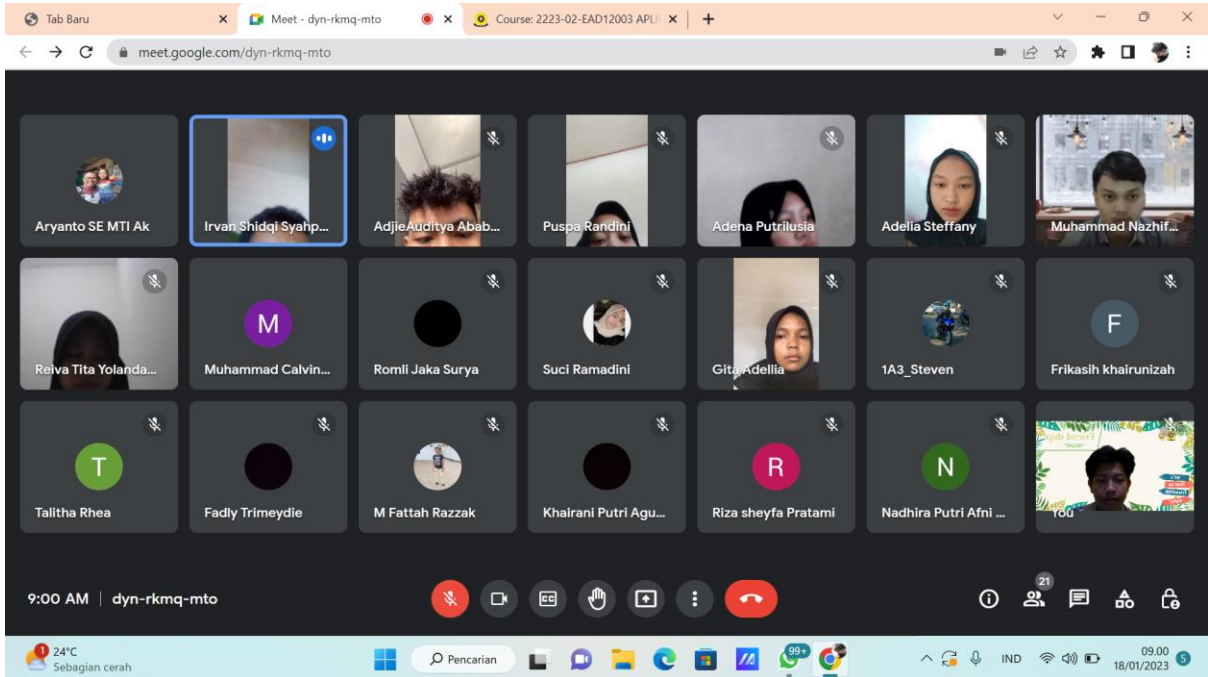 Tab Baru
Meet - dyn-rkmq-mto
Course: 2223-02-EAD12003 APLI
meet.google.com/dyn-rkmq-mto
Aryanto SE MTI Ak
Irvan Shidqi Syahp...
AdjieAuditya Abab...
Puspa Randini
Adena Putrilusia
Adelia Steffany
Muhammad Nazhif...
Reiva Tita Yolanda...
M
Muhammad Calvin...
Romli Jaka Surya
Suci Ramadini
Gita Adellia
1A3_Steven
F
Frikasih khairunizah
T
Talitha Rhea
Fadly Trimeydie
M Fattah Razzak
Khairani Putri Agu...
R
Riza sheyfa Pratami
N
Nadhira Putri Afni ...
You
9:00 AM | dyn-rkmq-mto
CC
21
1
24°C
Sebagian cerah
Pencarian
99+
IND
09.00
18/01/2023
5